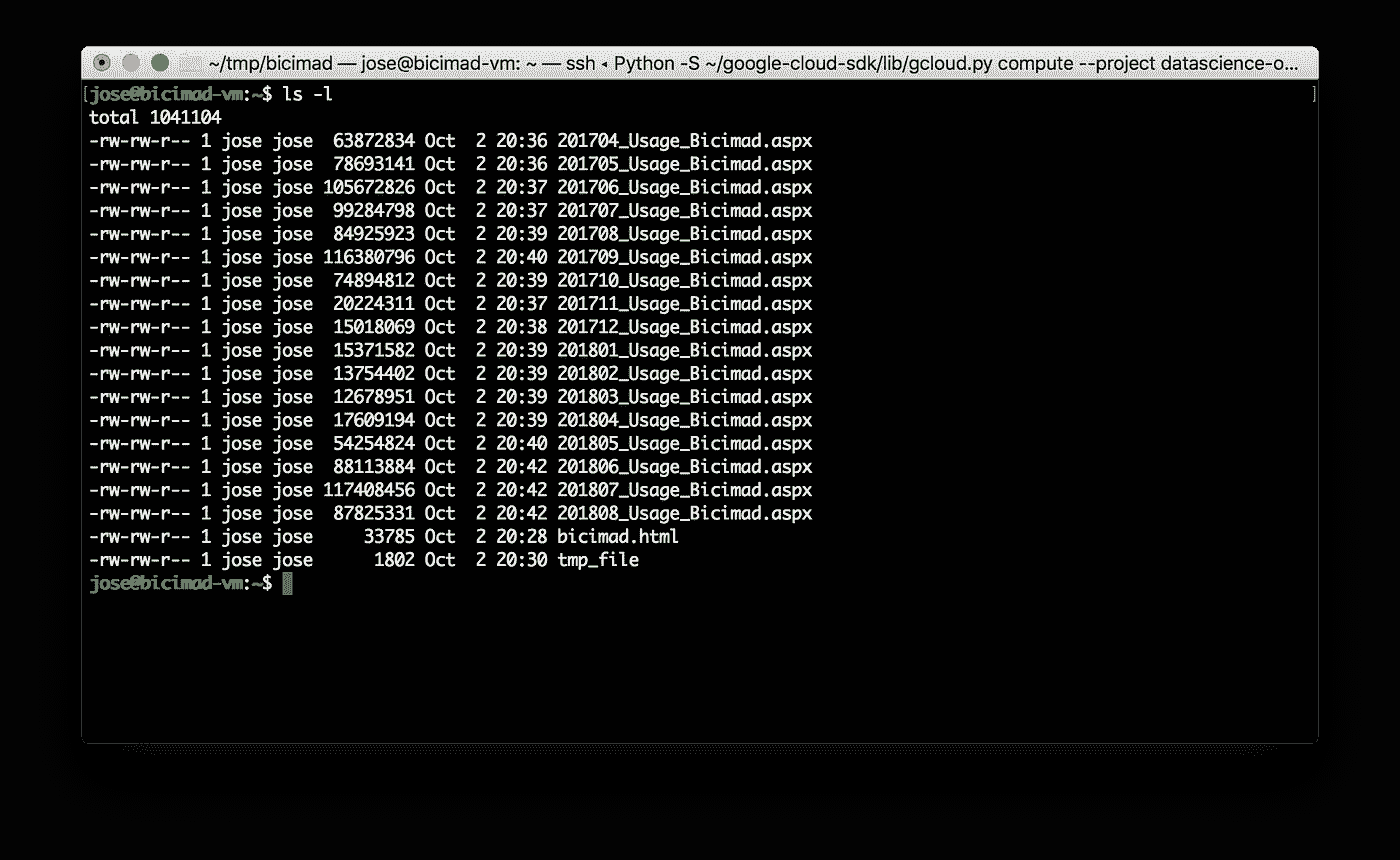 ~/tmp/bicimad — jose@bicimad-vm: ~ — ssh ◂ Python -S ~/google-cloud-sdk/lib/gcloud.py compute --project datascience-o...
[jose@bicimad-vm:~$ ls -l ]
total 1041104
-rw-rw-r-- 1 jose jose  63872834 Oct  2 20:36 201704_Usage_Bicimad.aspx
-rw-rw-r-- 1 jose jose  78693141 Oct  2 20:36 201705_Usage_Bicimad.aspx
-rw-rw-r-- 1 jose jose 105672826 Oct  2 20:37 201706_Usage_Bicimad.aspx
-rw-rw-r-- 1 jose jose  99284798 Oct  2 20:37 201707_Usage_Bicimad.aspx
-rw-rw-r-- 1 jose jose  84925923 Oct  2 20:39 201708_Usage_Bicimad.aspx
-rw-rw-r-- 1 jose jose 116380796 Oct  2 20:40 201709_Usage_Bicimad.aspx
-rw-rw-r-- 1 jose jose  74894812 Oct  2 20:39 201710_Usage_Bicimad.aspx
-rw-rw-r-- 1 jose jose  20224311 Oct  2 20:37 201711_Usage_Bicimad.aspx
-rw-rw-r-- 1 jose jose  15018069 Oct  2 20:38 201712_Usage_Bicimad.aspx
-rw-rw-r-- 1 jose jose  15371582 Oct  2 20:39 201801_Usage_Bicimad.aspx
-rw-rw-r-- 1 jose jose  13754402 Oct  2 20:39 201802_Usage_Bicimad.aspx
-rw-rw-r-- 1 jose jose  12678951 Oct  2 20:39 201803_Usage_Bicimad.aspx
-rw-rw-r-- 1 jose jose  17609194 Oct  2 20:39 201804_Usage_Bicimad.aspx
-rw-rw-r-- 1 jose jose  54254824 Oct  2 20:40 201805_Usage_Bicimad.aspx
-rw-rw-r-- 1 jose jose  88113884 Oct  2 20:42 201806_Usage_Bicimad.aspx
-rw-rw-r-- 1 jose jose 117408456 Oct  2 20:42 201807_Usage_Bicimad.aspx
-rw-rw-r-- 1 jose jose  87825331 Oct  2 20:42 201808_Usage_Bicimad.aspx
-rw-rw-r-- 1 jose jose     33785 Oct  2 20:28 bicimad.html
-rw-rw-r-- 1 jose jose      1802 Oct  2 20:30 tmp_file
jose@bicimad-vm:~$